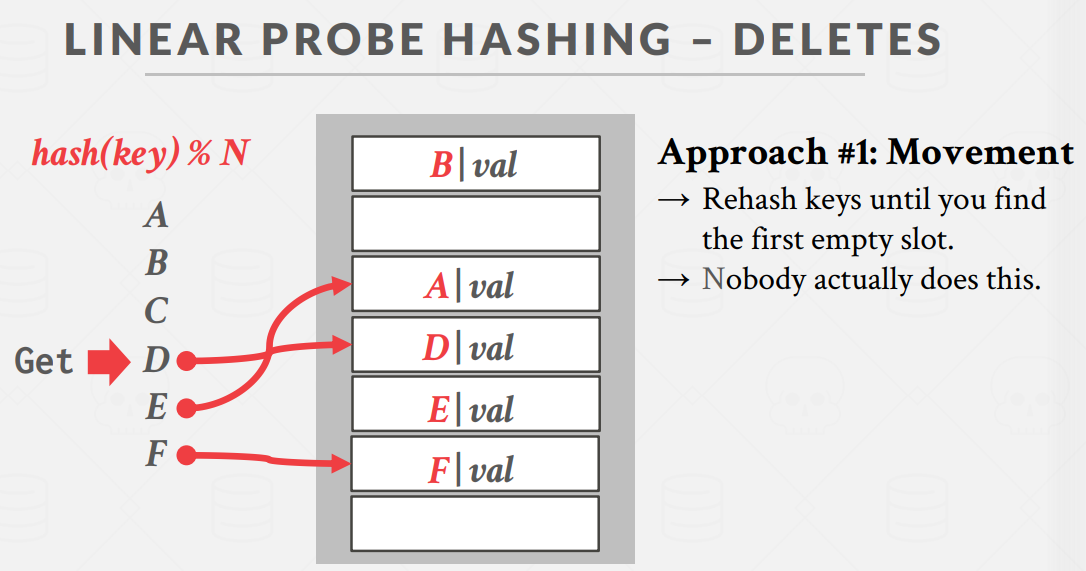 LINEAR PROBE HASHING – DELETES
hash(key) % N
A
B
C
Get
D
E
F
B|val
A|val
D|val
E|val
F|val
Approach #1: Movement
→ Rehash keys until you find
the first empty slot.
→ Nobody actually does this.